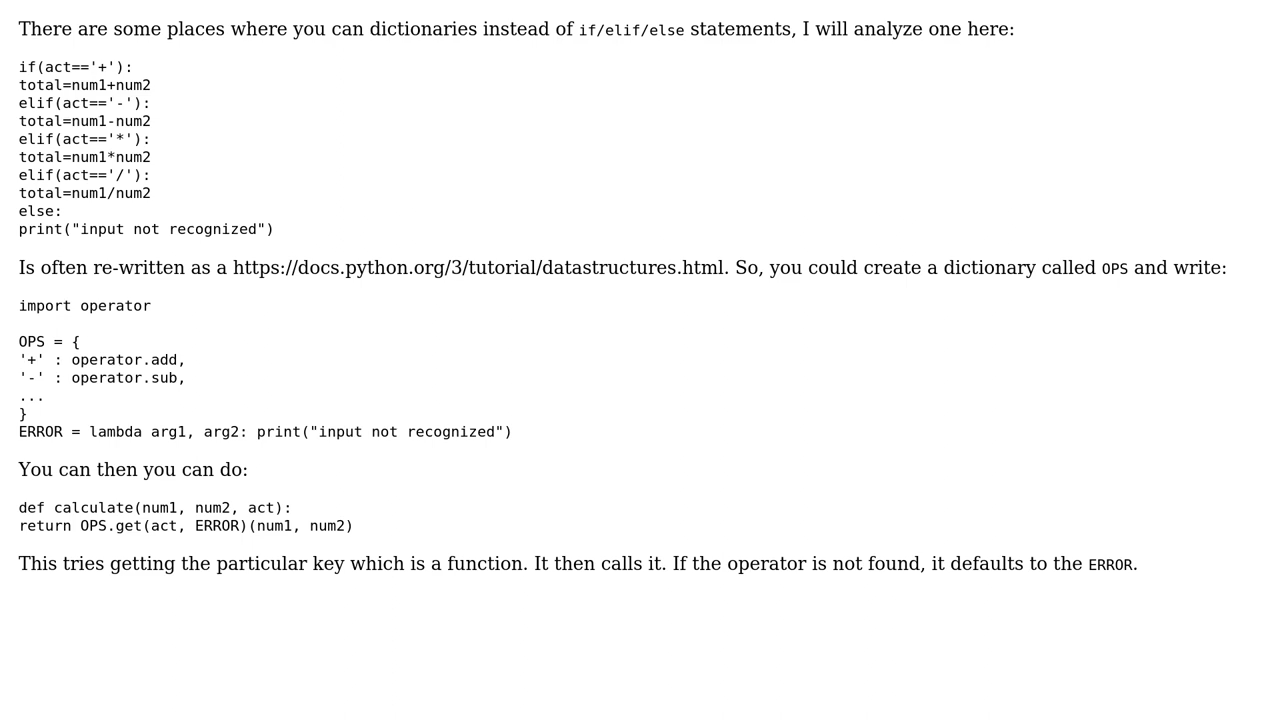 There are some places where you can dictionaries instead of if/elif/else statements, I will analyze one here:
if(act=='+'):
total=num1+num2
elif(act=='-'):
total=num1-num2
elif(act=='*'):
total=num1*num2
elif(act=='/'):
total=num1/num2
else:
print("input not recognized")
Is often re-written as a https://docs.python.org/3/tutorial/datastructures.html. So, you could create a dictionary called OPS and write:
import operator
OPS = {
'+' : operator.add,
'-' : operator.sub,
...
}
ERROR = lambda arg1, arg2: print("input not recognized")
You can then you can do:
def calculate(num1, num2, act):
return OPS.get(act, ERROR)(num1, num2)
This tries getting the particular key which is a function. It then calls it. If the operator is not found, it defaults to the ERROR.